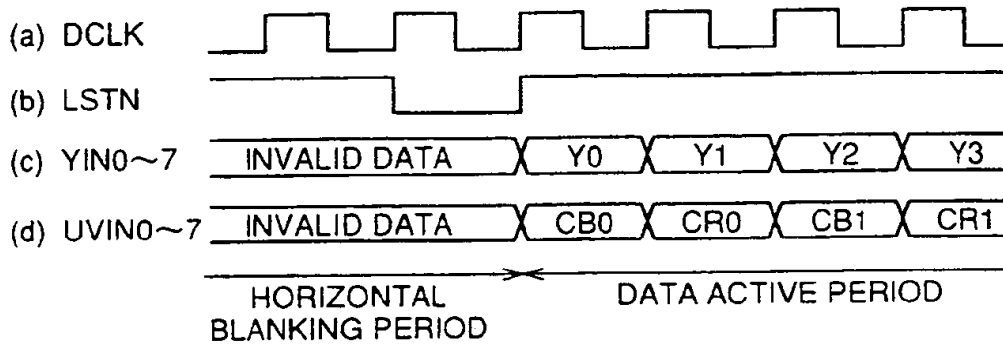 (a) DCLK
(b) LSTN
(c) YIN0~7 INVALID DATA Y0 Y1 Y2 Y3
(d) UVIN0~7 INVALID DATA CB0 CR0 CB1 CR1
HORIZONTAL BLANKING PERIOD
DATA ACTIVE PERIOD